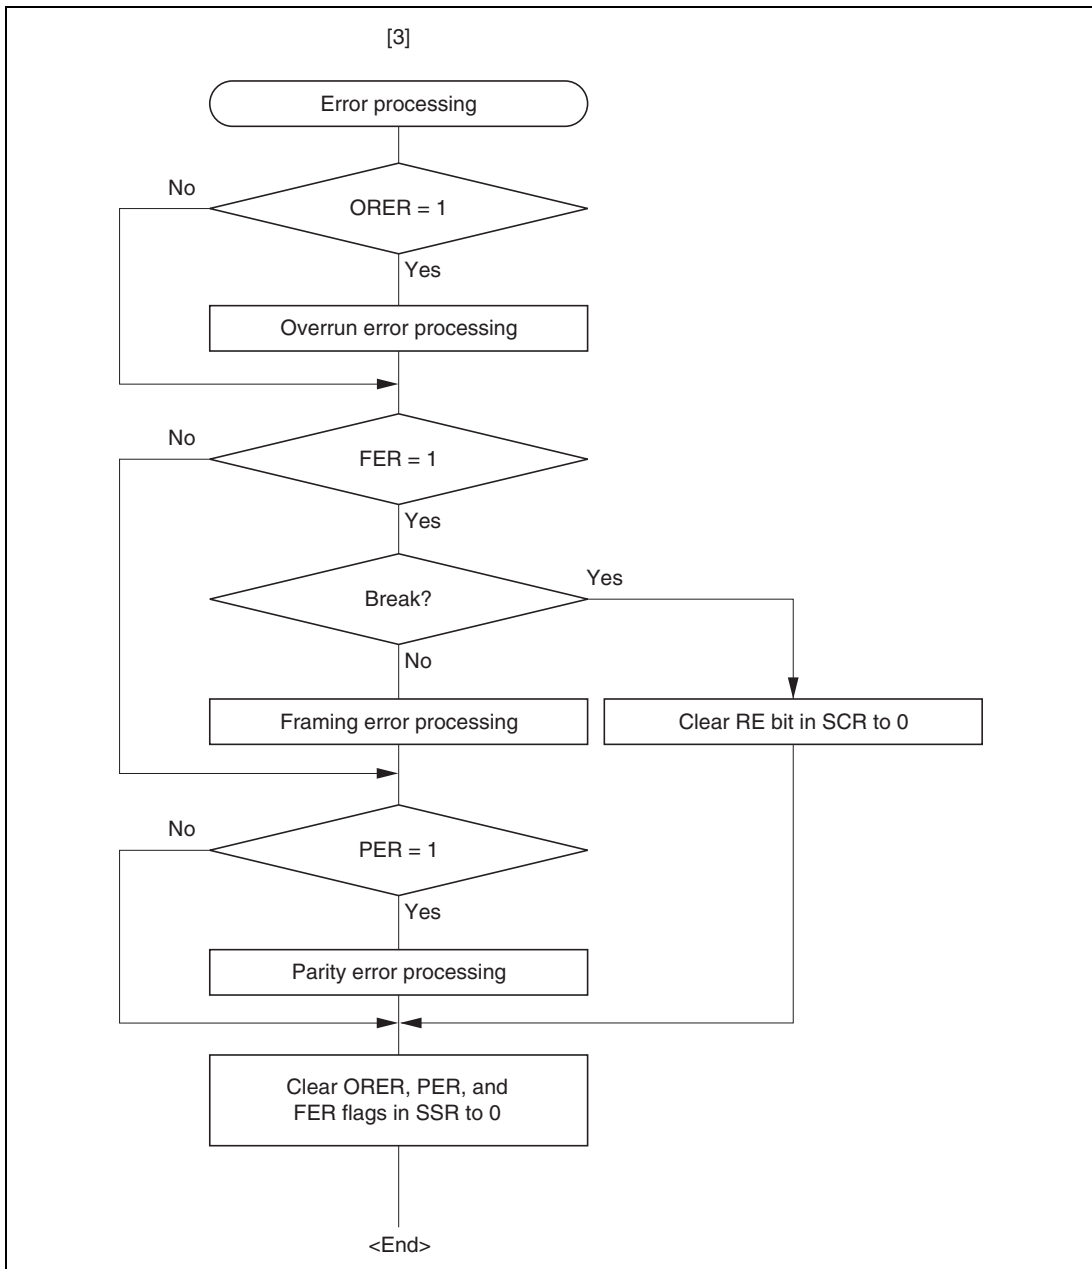 [3]
Error processing
No
ORER = 1
Yes
Overrun error processing
No
FER = 1
Yes
Break?
Yes
No
Framing error processing
Clear RE bit in SCR to 0
No
PER = 1
Yes
Parity error processing
Clear ORER, PER, and
FER flags in SSR to 0
<End>